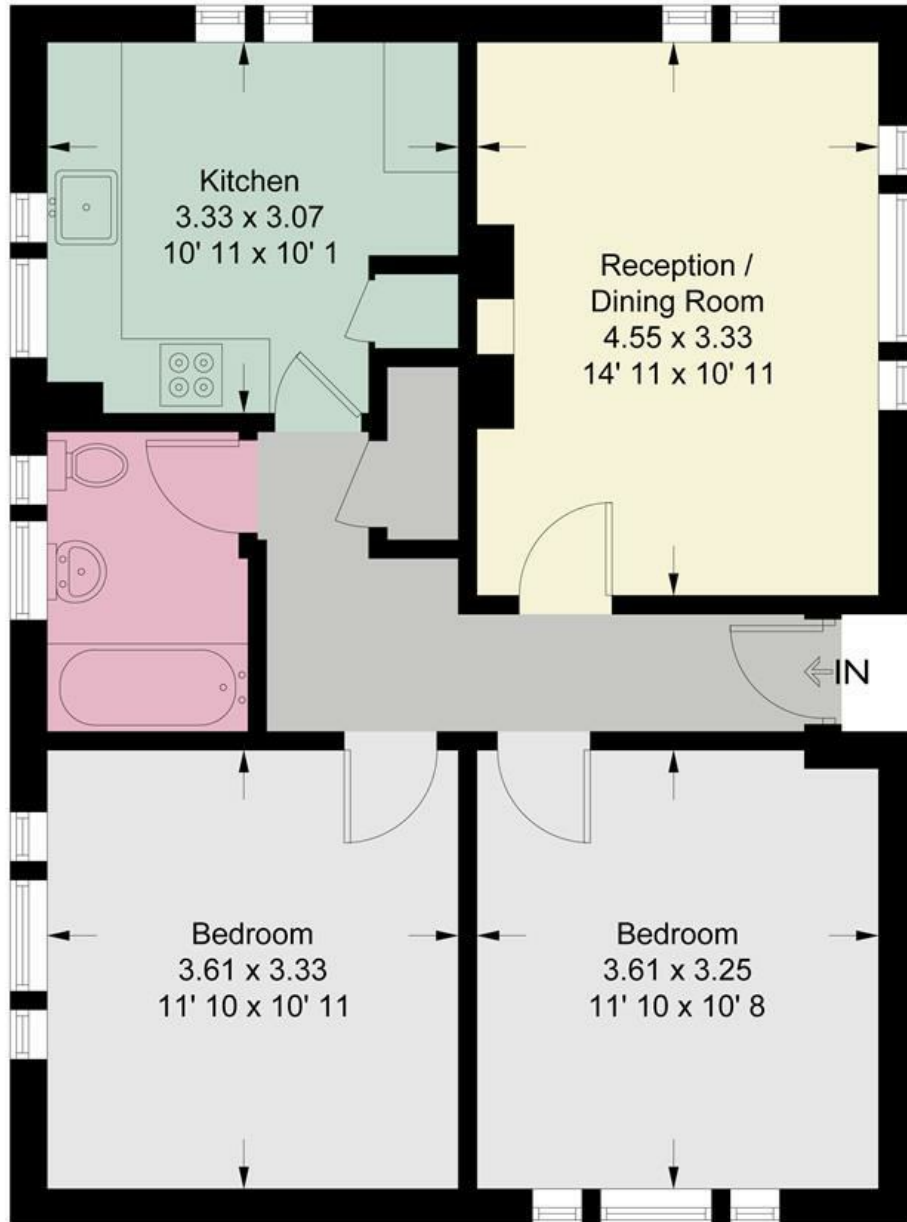 Kitchen
3.33 x 3.07
10' 11 x 10' 1
Reception /
Dining Room
4.55 x 3.33
14' 11 x 10' 11
IN
Bedroom
3.61 x 3.33
11' 10 x 10' 11
Bedroom
3.61 x 3.25
11' 10 x 10' 8